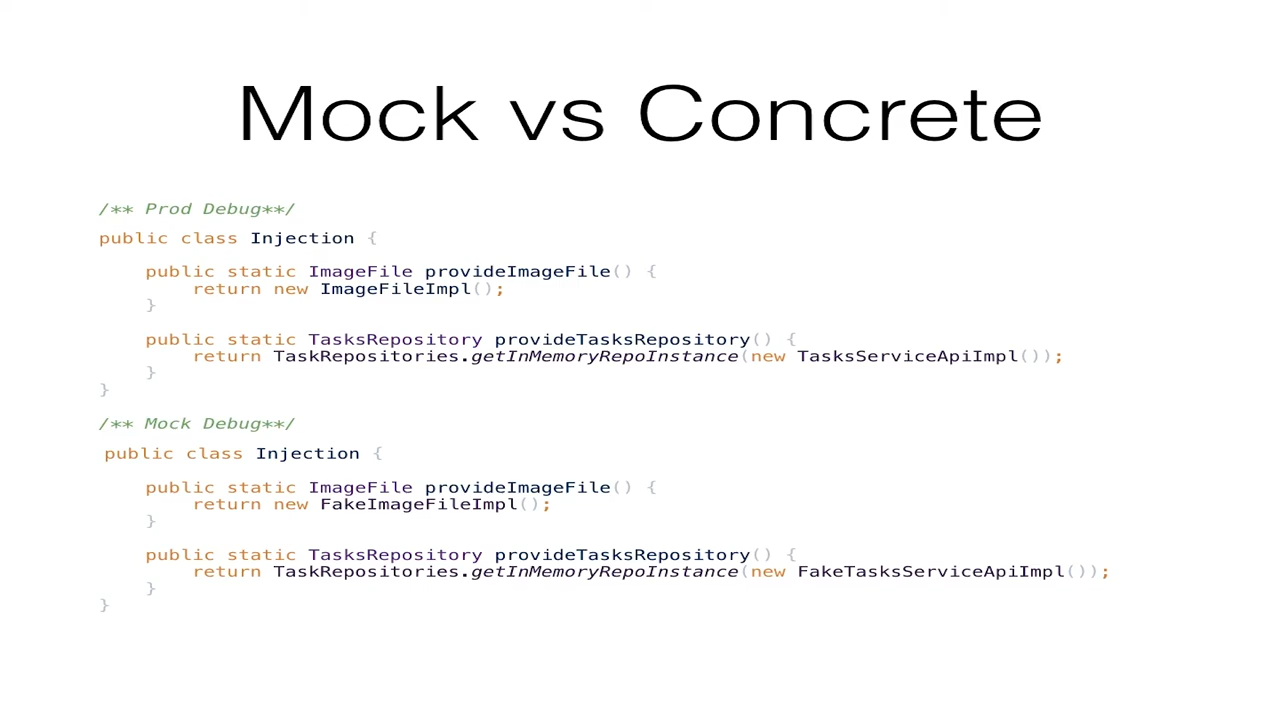 Mock vs Concrete
/** Prod Debug**/
public class Injection {
public static ImageFile provideImageFile() {
return new ImageFileImpl();
}
public static TasksRepository provideTasksRepository() {
return TaskRepositories.getInMemoryRepoInstance(new TasksServiceApiImpl());
}
}
/** Mock Debug**/
public class Injection {
public static ImageFile provideImageFile() {
return new FakeImageFileImpl();
}
public static TasksRepository provideTasksRepository() {
return TaskRepositories.getInMemoryRepoInstance(new FakeTasksServiceApiImpl());
}
}